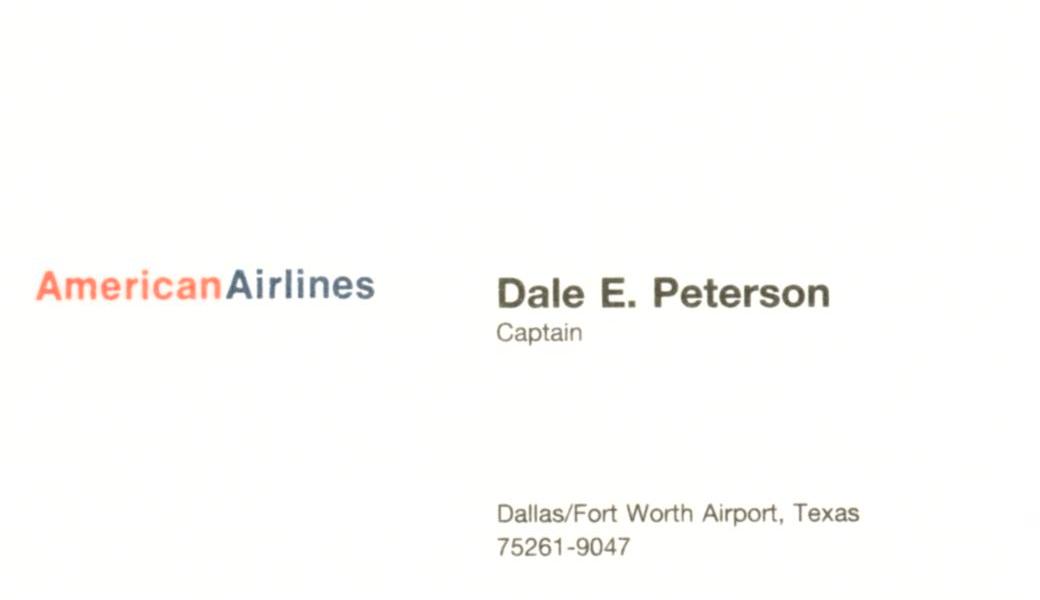 AmericanAirlines
Dale E. Peterson
Captain
Dallas/Fort Worth Airport, Texas
75261-9047